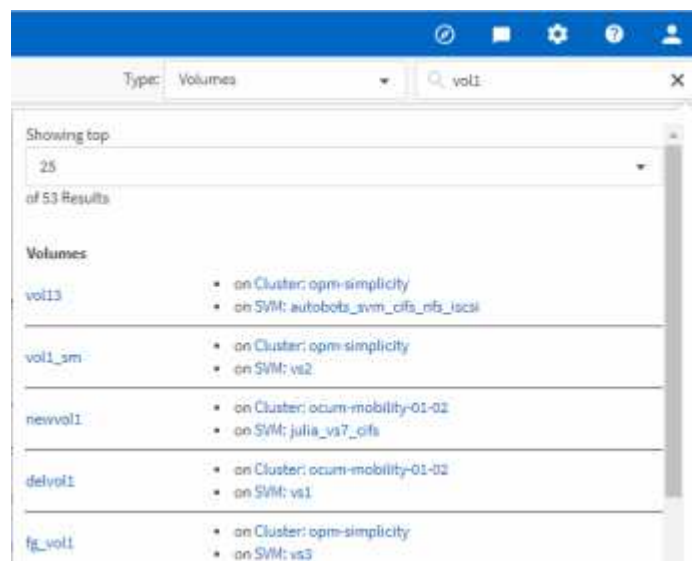 Type: Volumes vol1
Showing top
25
of 53 Results
Volumes
vol13
on Cluster: opm-simplicity
on SVM: autobots_svm_cifs_nfs_iscsi
vol1_sm
on Cluster: opm-simplicity
on SVM: vs2
newvol1
on Cluster: ocum-mobility-01-02
on SVM: julia_vs7_cifs
delvol1
on Cluster: ocum-mobility-01-02
on SVM: vs1
fg_vol1
on Cluster: opm-simplicity
on SVM: vs3